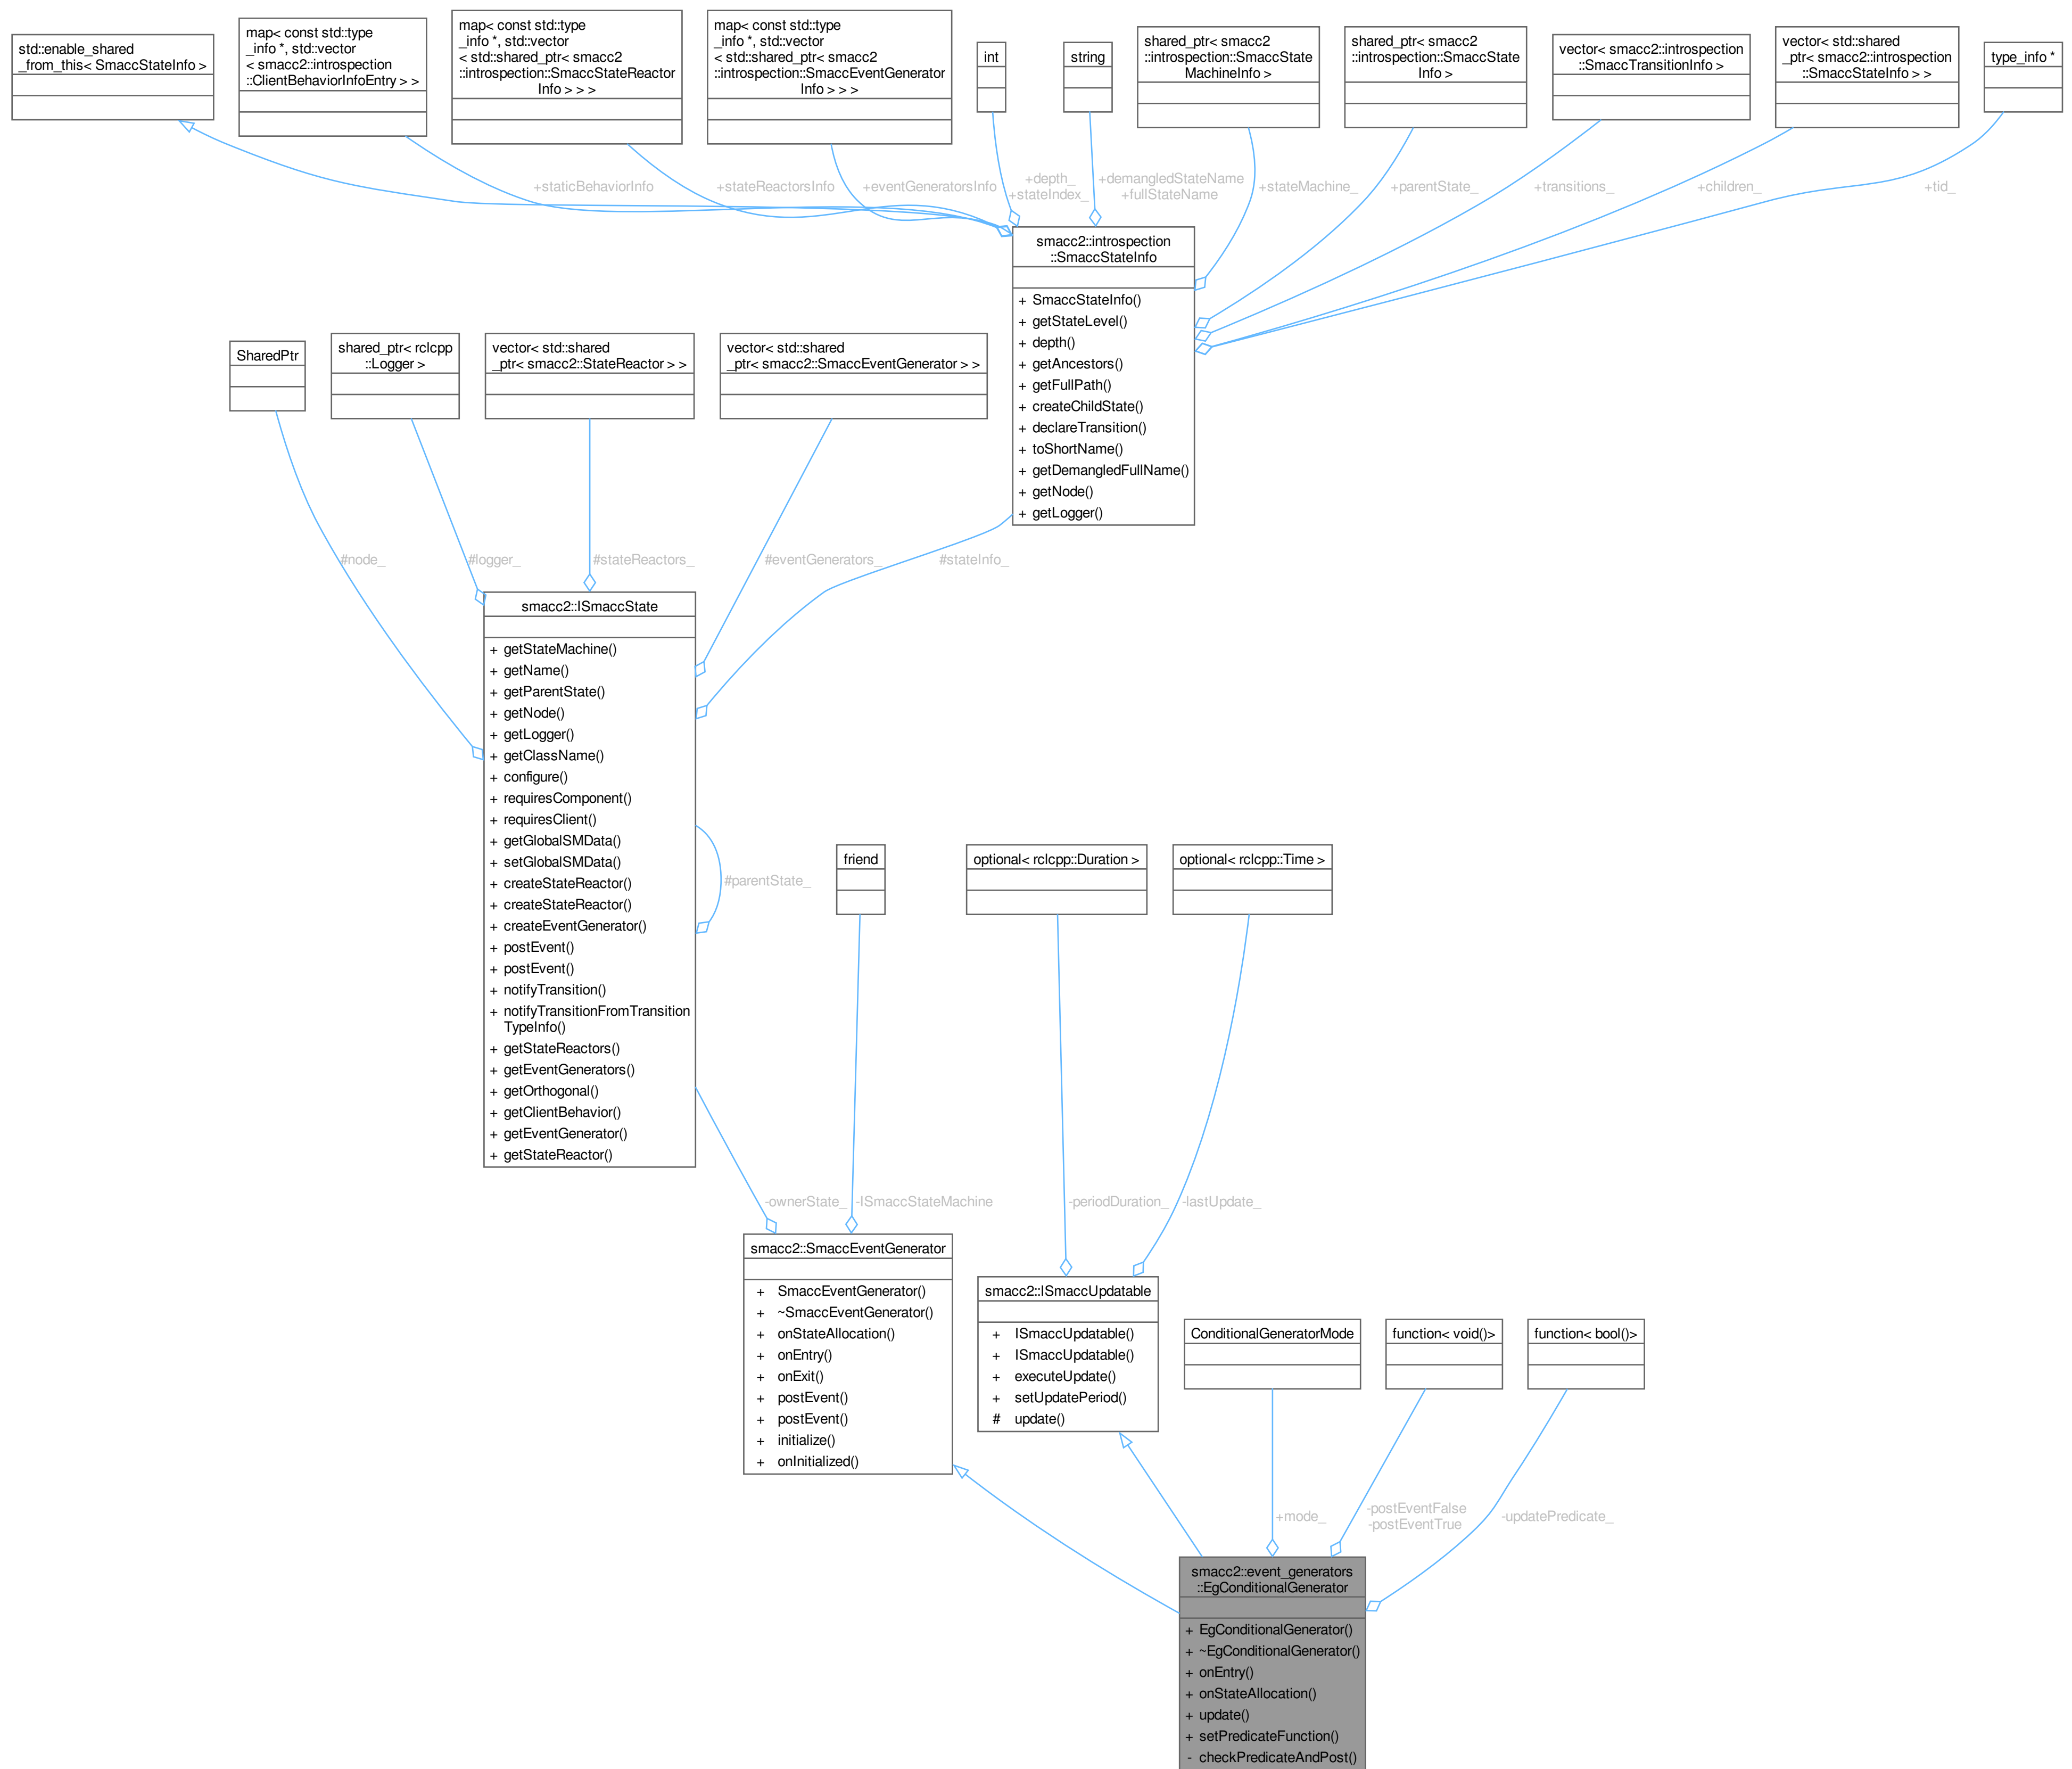 std::enable_shared
_from_this< SmaccStateInfo >
map< const std::type
_info *, std::vector
< smacc2::introspection
::ClientBehaviorInfoEntry > >
map< const std::type
_info *, std::vector
< std::shared_ptr< smacc2
::introspection::SmaccStateReactor
Info > > >
map< const std::type
_info *, std::vector
< std::shared_ptr< smacc2
::introspection::SmaccEventGenerator
Info > > >
int
string
shared_ptr< smacc2
::introspection::SmaccState
MachineInfo >
shared_ptr< smacc2
::introspection::SmaccState
Info >
vector< smacc2::introspection
::SmaccTransitionInfo >
vector< std::shared
_ptr< smacc2::introspection
::SmaccStateInfo > >
type_info *
+staticBehaviorInfo
+stateReactorsInfo
+eventGeneratorsInfo
+depth_
+stateIndex_
+demangledStateName
+fullStateName
+stateMachine_
+parentState_
+transitions_
+children_
+tid_
smacc2::introspection
::SmaccStateInfo
+ SmaccStateInfo()
+ getStateLevel()
+ depth()
+ getAncestors()
+ getFullPath()
+ createChildState()
+ declareTransition()
+ toShortName()
+ getDemangledFullName()
+ getNode()
+ getLogger()
SharedPtr
shared_ptr< rclcpp
::Logger >
vector< std::shared
_ptr< smacc2::StateReactor > >
vector< std::shared
_ptr< smacc2::SmaccEventGenerator > >
#node_
#logger_
#stateReactors_
#eventGenerators_
#stateInfo_
smacc2::ISmaccState
+ getStateMachine()
+ getName()
+ getParentState()
+ getNode()
+ getLogger()
+ getClassName()
+ configure()
+ requiresComponent()
+ requiresClient()
+ getGlobalSMData()
+ setGlobalSMData()
+ createStateReactor()
+ createStateReactor()
+ createEventGenerator()
+ postEvent()
+ postEvent()
+ notifyTransition()
+ notifyTransitionFromTransition
TypeInfo()
+ getStateReactors()
+ getEventGenerators()
+ getOrthogonal()
+ getClientBehavior()
+ getEventGenerator()
+ getStateReactor()
#parentState_
friend
optional< rclcpp::Duration >
optional< rclcpp::Time >
-ownerState_
-ISmaccStateMachine
-periodDuration_
-lastUpdate_
smacc2::SmaccEventGenerator
+ SmaccEventGenerator()
+ ~SmaccEventGenerator()
+ onStateAllocation()
+ onEntry()
+ onExit()
+ postEvent()
+ postEvent()
+ initialize()
+ onInitialized()
smacc2::ISmaccUpdatable
+ ISmaccUpdatable()
+ ISmaccUpdatable()
+ executeUpdate()
+ setUpdatePeriod()
# update()
ConditionalGeneratorMode
function< void()>
function< bool()>
+mode_
-postEventFalse
-postEventTrue
-updatePredicate_
smacc2::event_generators
::EgConditionalGenerator
+ EgConditionalGenerator()
+ ~EgConditionalGenerator()
+ onEntry()
+ onStateAllocation()
+ update()
+ setPredicateFunction()
- checkPredicateAndPost()